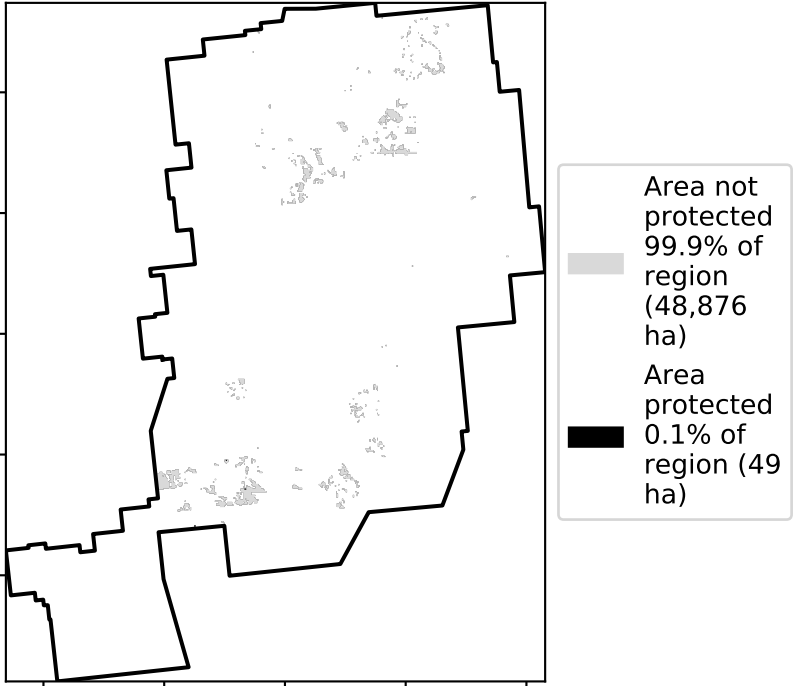 Area not
protected
99.9% of
region
(48,876
ha)
Area
protected
0.1% of
region (49
ha)